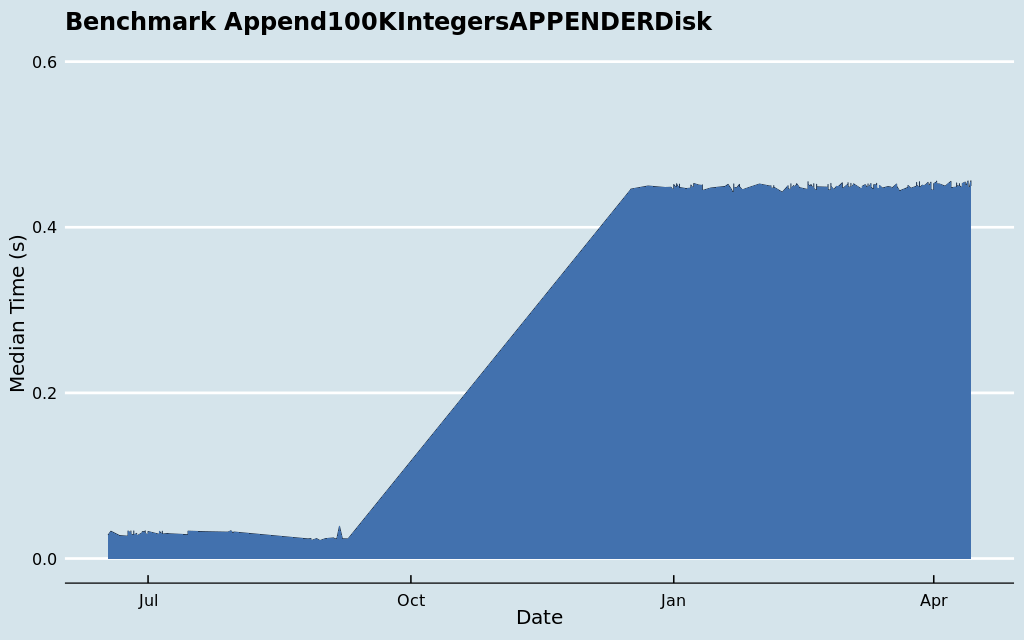 Benchmark Append100KIntegersAPPENDERDisk
0.6
0.4
0.2
0.0
Median Time (s)
Jul
Oct
Jan
Apr
Date